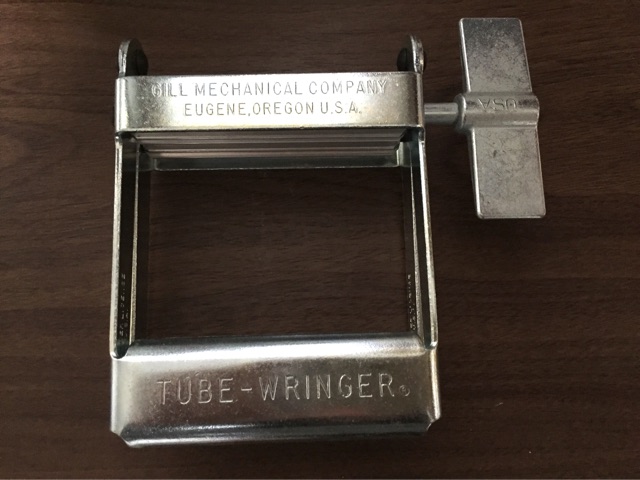 GILL MECHANICAL COMPANY
EUGENE, OREGON U.S.A.
USA
TUBE-WRINGER®